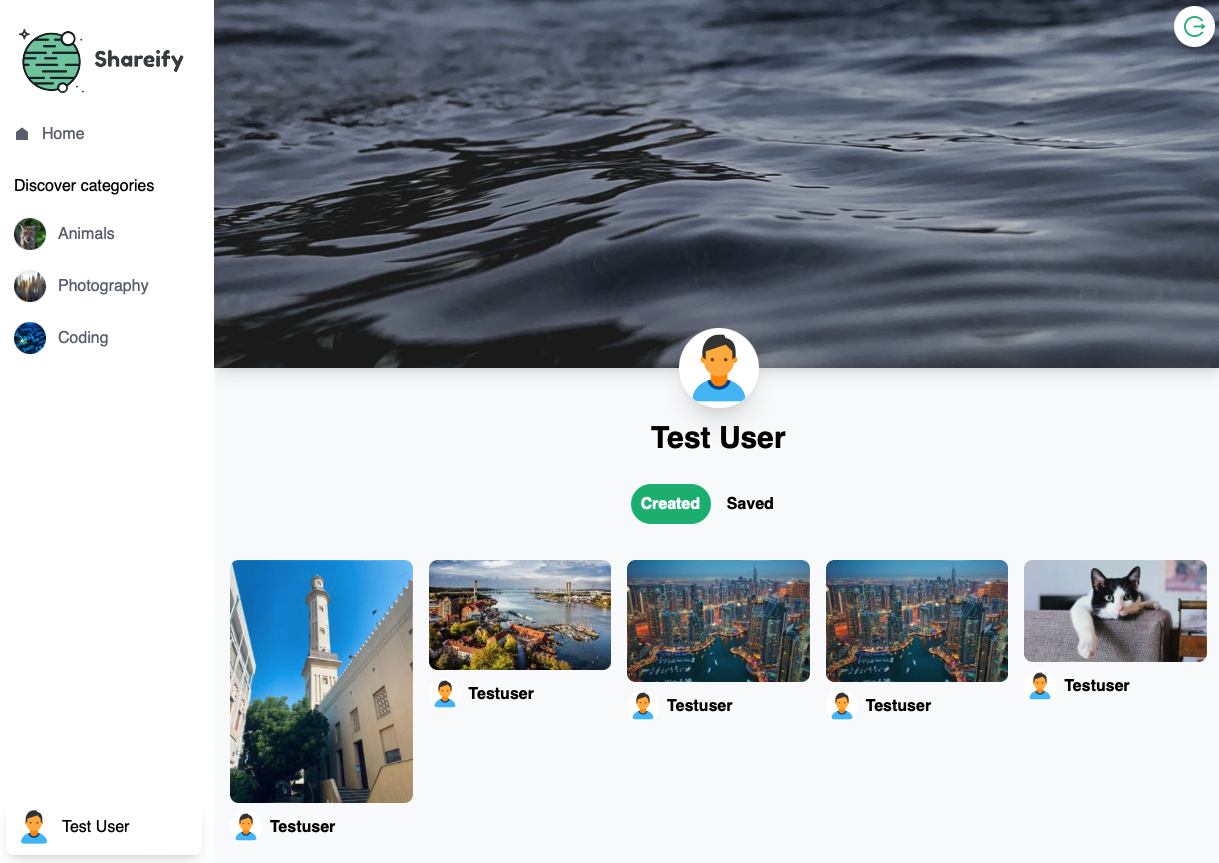 Shareify
Home
Discover categories
Animals
Photography
Coding
Test User
Test User
Created
Saved
Testuser
Testuser
Testuser
Testuser
Testuser